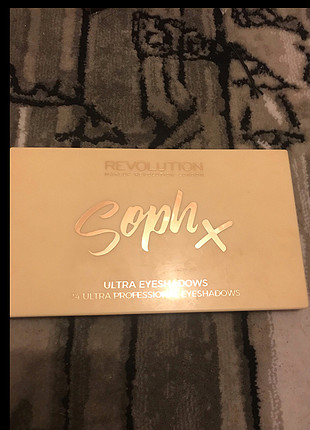 REVOLUTION
Soph x
ULTRA EYESHADOWS
ULTRA PROFESSIONAL EYESHADOWS